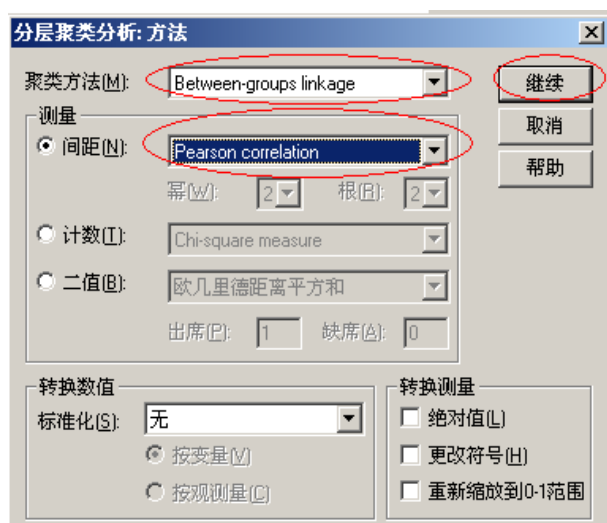 分层聚类分析: 方法
聚类方法(M): Between-groups linkage 继续
测量
间距(N): Pearson correlation 取消
帮助
幂(W): 2 根(R): 2
计数(T): Chi-square measure
二值(B): 欧几里德距离平方和
出席(P): 1 缺席(A): 0
转换数值 转换测量
标准化(S): 无 绝对值(L)
按变量(V) 更改符号(H)
按观测量(C) 重新缩放到0-1范围